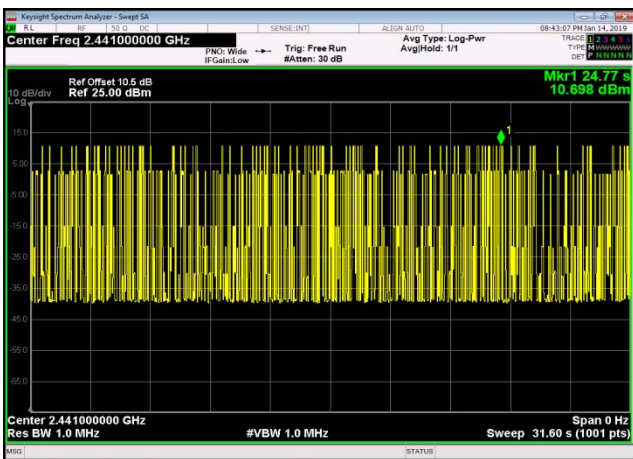 Keysight Spectrum Analyzer - Swept SA
RL RF 50 Ω DC SENSE:INT ALIGN AUTO 08:43:07 PM Jan 14, 2019
Center Freq 2.441000000 GHz
PNO: Wide
IFGain:Low
Trig: Free Run
#Atten: 30 dB
Avg Type: Log-Pwr
Avg|Hold: 1/1
TRACE 1 2 3 4 5 6
TYPE M W W W W W
DET P N N N N N
Mkr1 24.77 s
10.698 dBm
Ref Offset 10.5 dB
10 dB/div Ref 25.00 dBm
Log
1
15.0
5.00
-5.00
-15.0
-25.0
-35.0
-45.0
-55.0
-65.0
Center 2.441000000 GHz Span 0 Hz
Res BW 1.0 MHz #VBW 1.0 MHz Sweep 31.60 s (1001 pts)
MSG STATUS